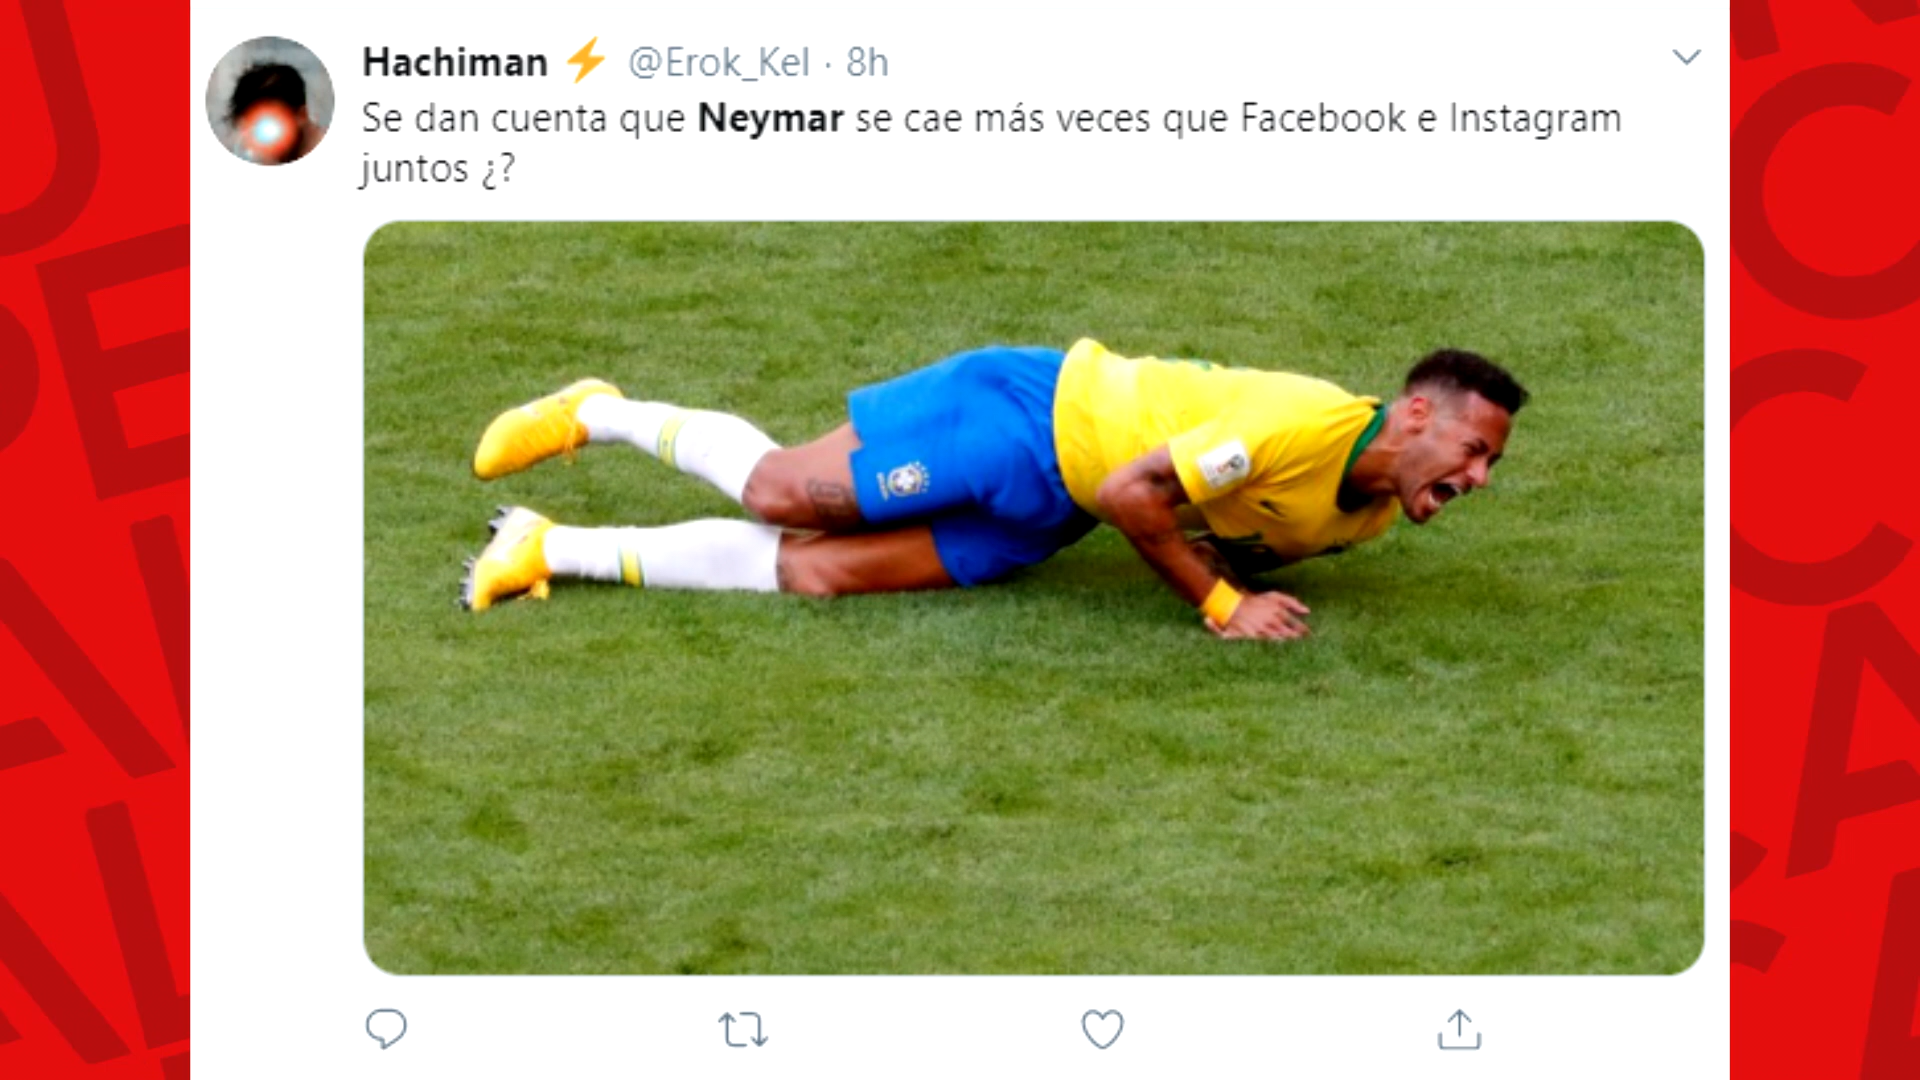 Hachiman ⚡ @Erok_Kel · 8h
Se dan cuenta que Neymar se cae más veces que Facebook e Instagram
juntos ¿?